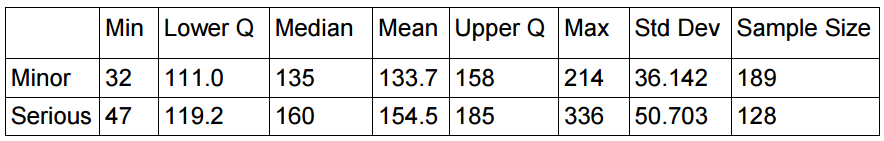 Min Lower Q Median Mean Upper Q Max Std Dev Sample Size
Minor 32 111.0 135 133.7 158 214 36.142 189
Serious 47 119.2 160 154.5 185 336 50.703 128